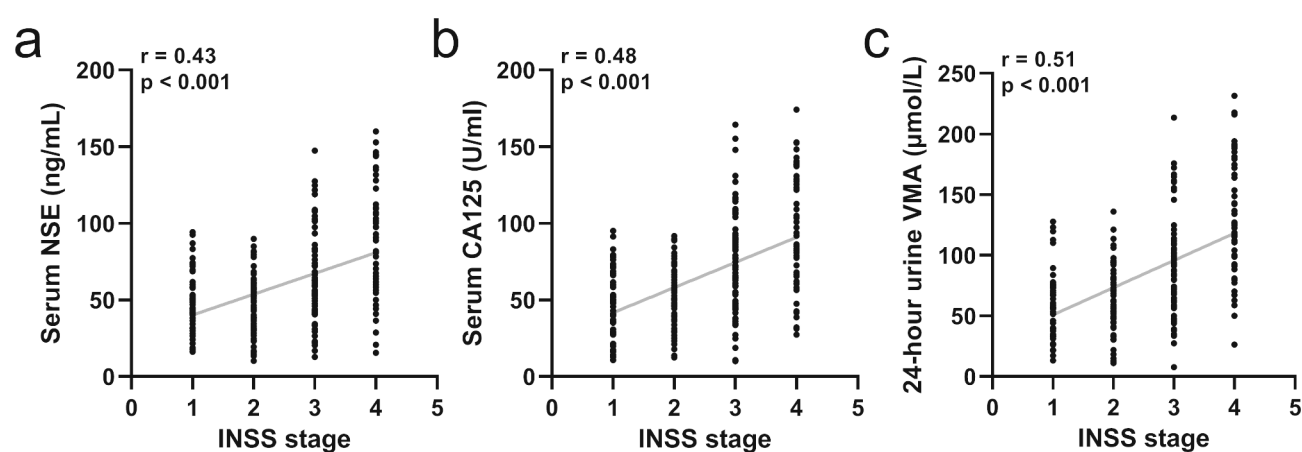 a
r = 0.43
p < 0.001
200
150
100
50
0
0 1 2 3 4 5
Serum NSE (ng/mL)
INSS stage
b
r = 0.48
p < 0.001
200
150
100
50
0
0 1 2 3 4 5
Serum CA125 (U/ml)
INSS stage
c
r = 0.51
p < 0.001
250
200
150
100
50
0
0 1 2 3 4 5
24-hour urine VMA (μmol/L)
INSS stage